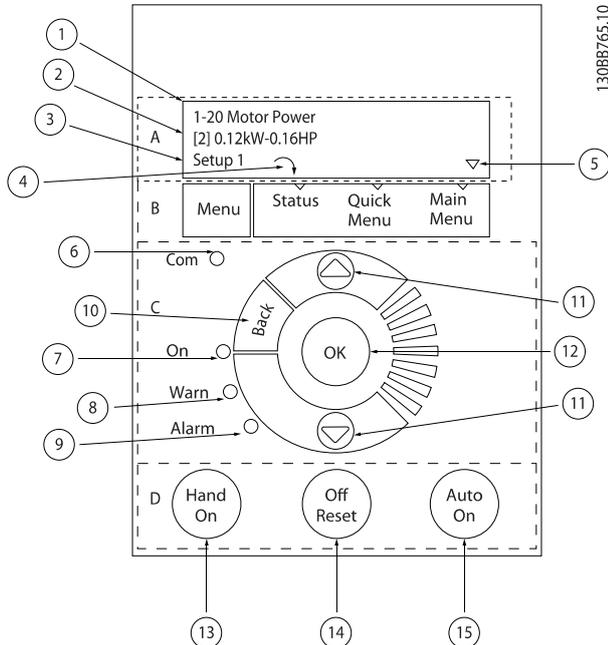 130BB765.10
1
2
3
4
5
A
1-20 Motor Power
[2] 0.12kW-0.16HP
Setup 1
B
Menu
Status
Quick
Menu
Main
Menu
6
Com
C
10
Back
11
7
On
OK
12
8
Warn
11
9
Alarm
D
Hand
On
Off
Reset
Auto
On
13
14
15